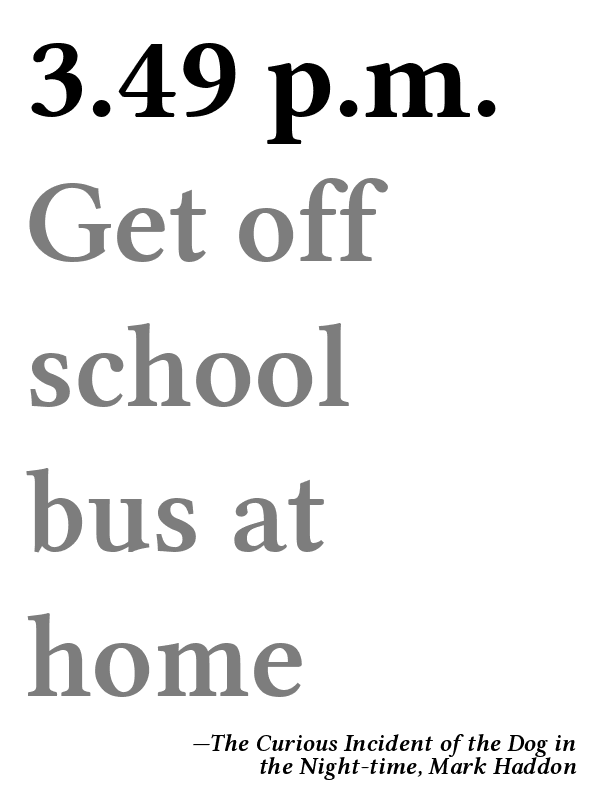 3.49 p.m.
Get off
school
bus at
home
—The Curious Incident of the Dog in
the Night-time, Mark Haddon